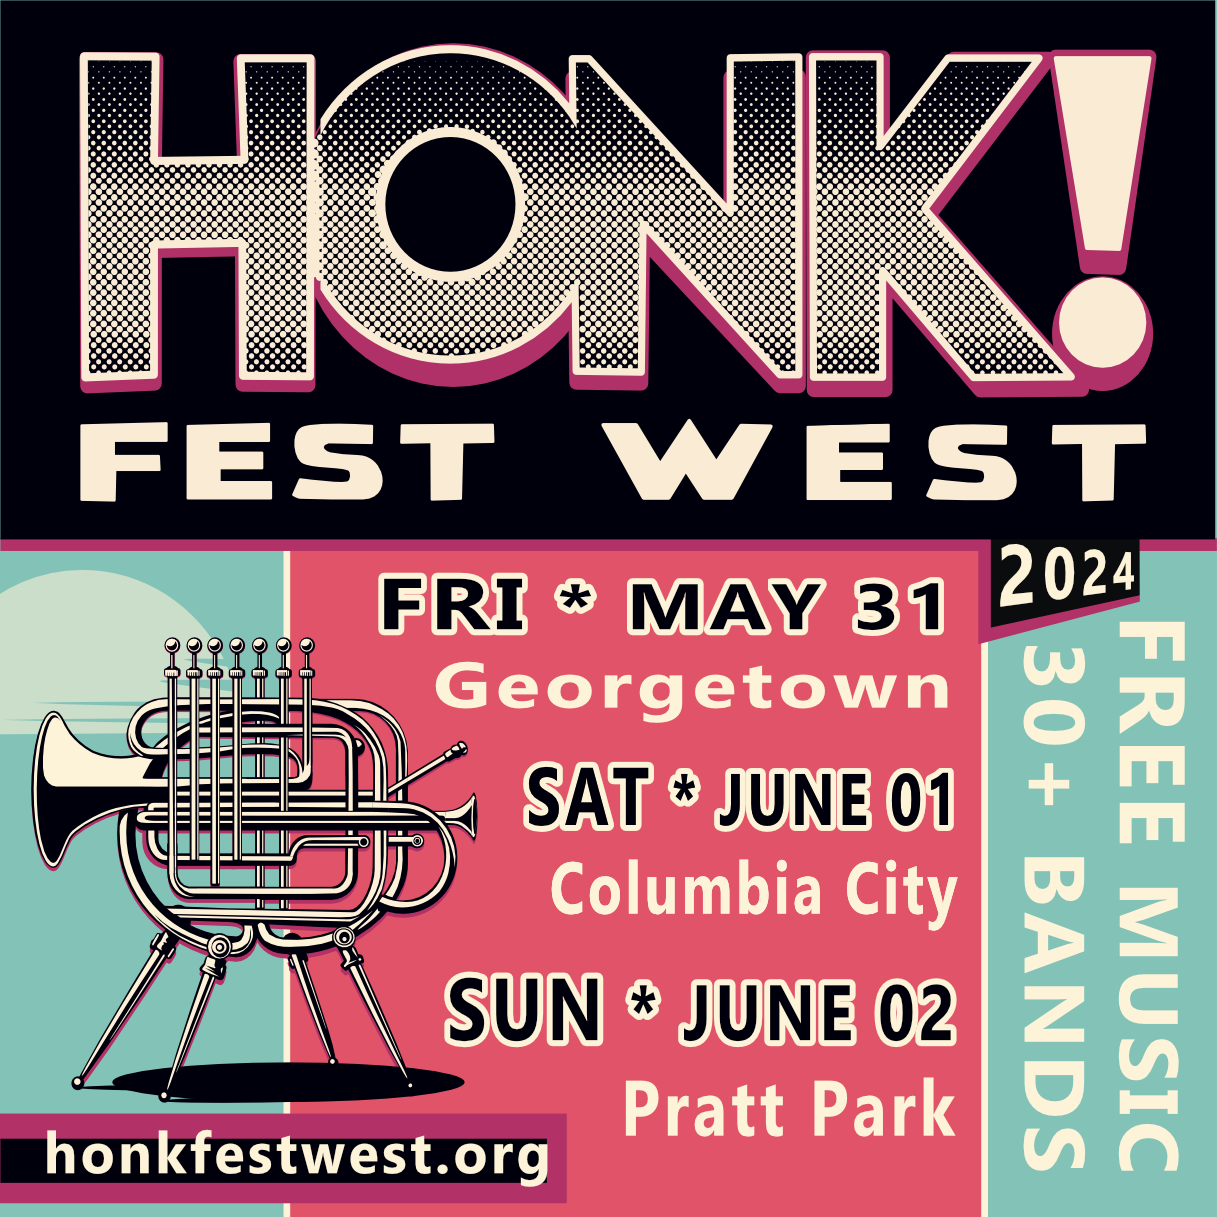 HONK!
FEST WEST
2024
FRI * MAY 31
Georgetown
SAT * JUNE 01
Columbia City
SUN * JUNE 02
Pratt Park
FREE MUSIC
30+ BANDS
honkfestwest.org